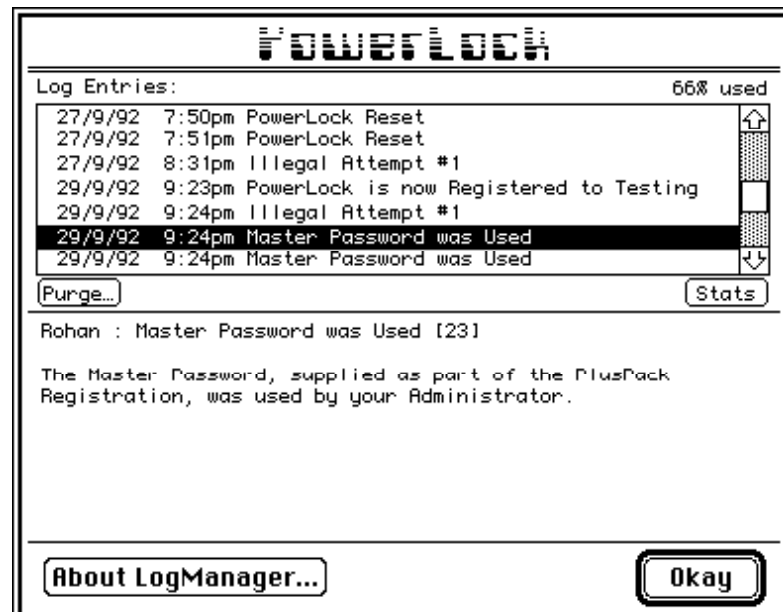 PowerLock
Log Entries: 66% used
27/9/92 7:50pm PowerLock Reset
27/9/92 7:51pm PowerLock Reset
27/9/92 8:31pm Illegal Attempt #1
29/9/92 9:23pm PowerLock is now Registered to Testing
29/9/92 9:24pm Illegal Attempt #1
29/9/92 9:24pm Master Password was Used
29/9/92 9:24pm Master Password was Used
Purge… Stats
Rohan : Master Password was Used [23]
The Master Password, supplied as part of the PlusPack
Registration, was used by your Administrator.
About LogManager... Okay